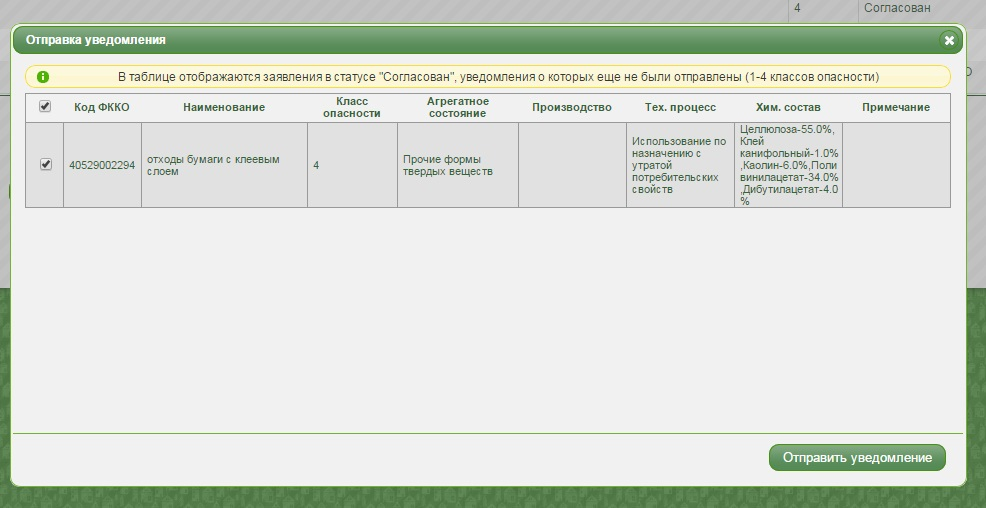 4 Согласован
Отправка уведомления
В таблице отображаются заявления в статусе "Согласован", уведомления о которых еще не были отправлены (1-4 классов опасности)
Код ФККО
Наименование
Класс
опасности
Агрегатное
состояние
Производство
Тех. процесс
Хим. состав
Примечание
40529002294
отходы бумаги с клеевым
слоем
4
Прочие формы
твердых веществ
Использование по
назначению с
утратой
потребительских
свойств
Целлюлоза-55.0%,
Клей
канифольный-1.0%
,Каолин-6.0%,Поли
винилацетат-34.0%
,Дибутилацетат-4.0
%
Отправить уведомление